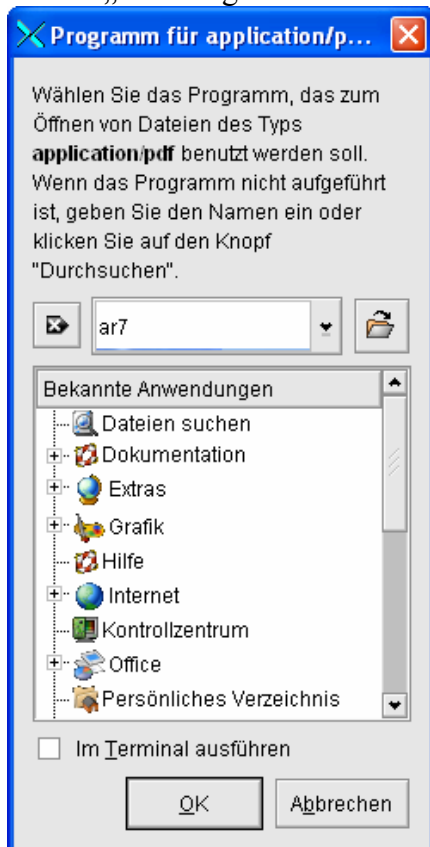 Programm für application/p...
Wählen Sie das Programm, das zum
Öffnen von Dateien des Typs
application/pdf benutzt werden soll.
Wenn das Programm nicht aufgeführt
ist, geben Sie den Namen ein oder
klicken Sie auf den Knopf
"Durchsuchen".
ar7
Bekannte Anwendungen
Dateien suchen
Dokumentation
Extras
Grafik
Hilfe
Internet
Kontrollzentrum
Office
Persönliches Verzeichnis
Im Terminal ausführen
OK Abbrechen